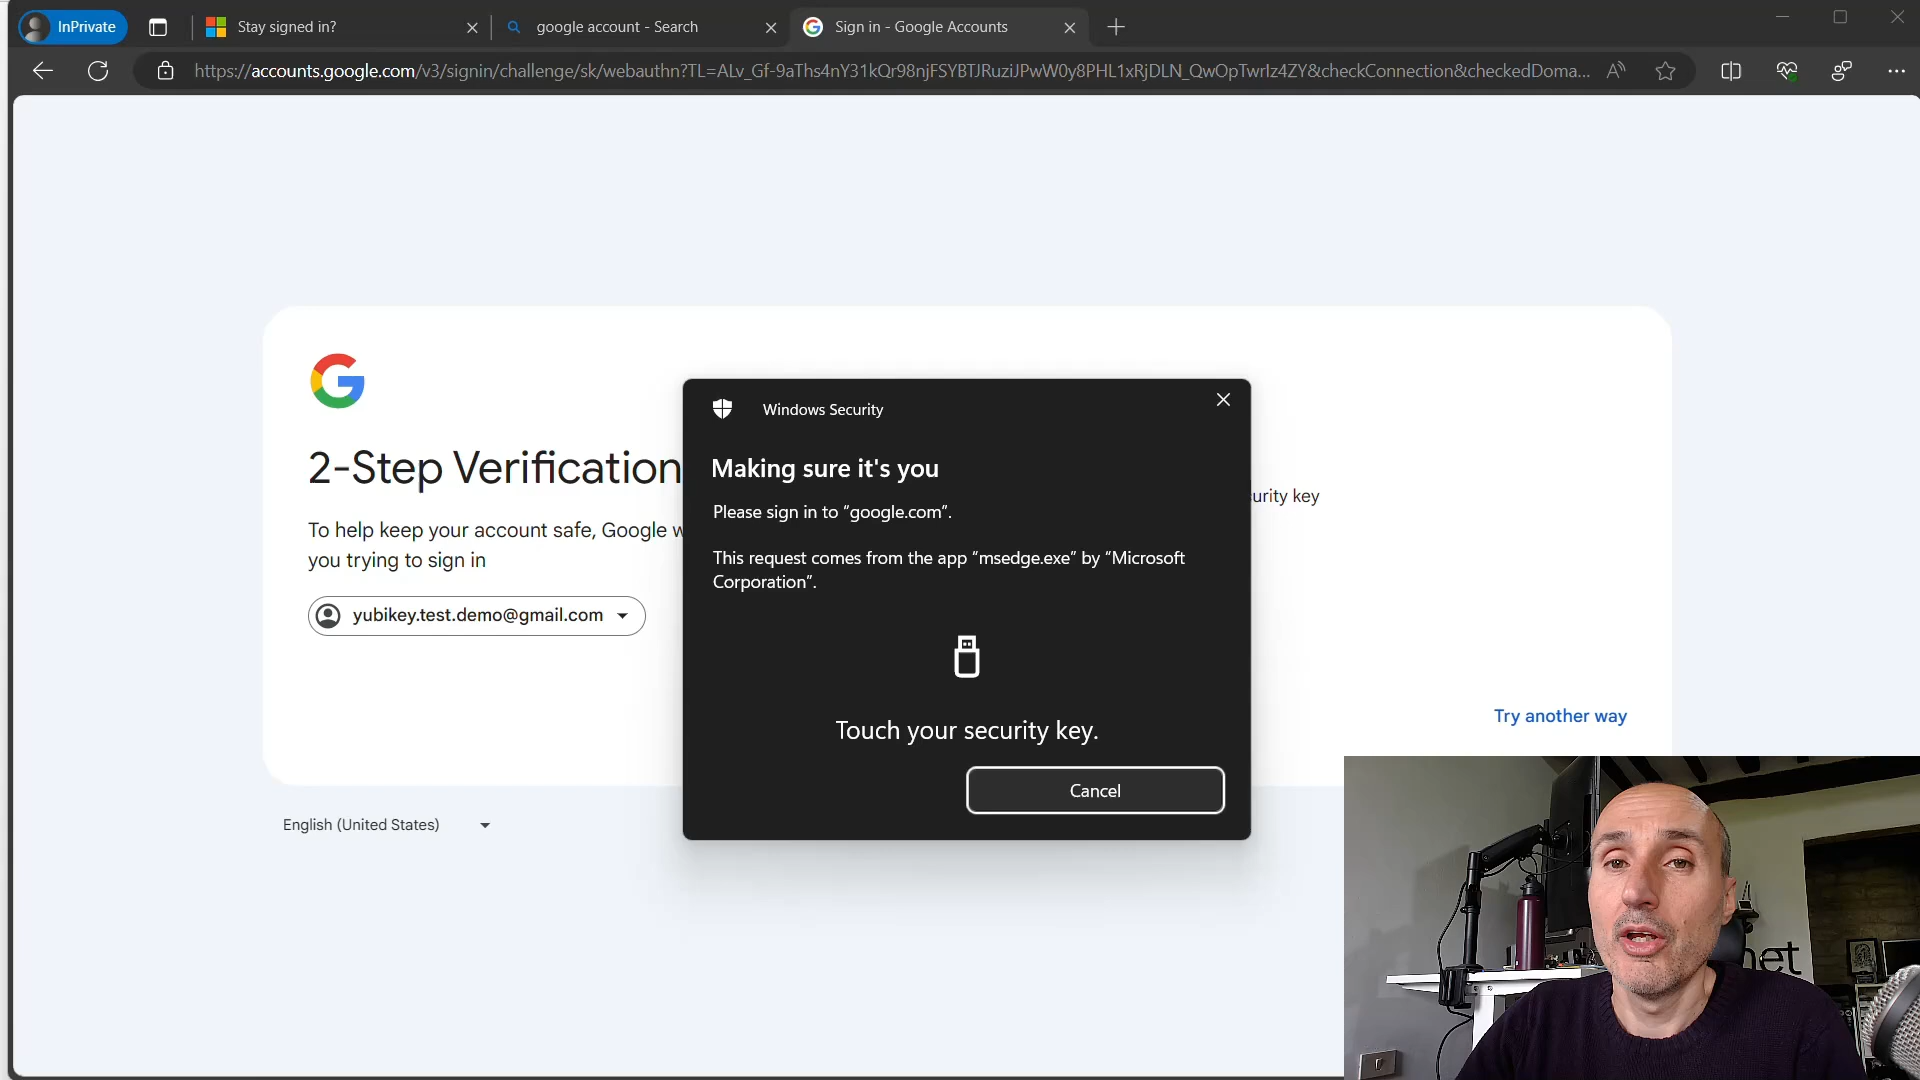 InPrivate
Stay signed in?
google account - Search
Sign in - Google Accounts
https://accounts.google.com/v3/signin/challenge/sk/webauthn?TL=ALv_Gf-9aThs4nY31kQr98njFSYBTJRuziJPwW0y8PHL1xRjDLN_QwOpTwrIz4ZY&checkConnection&checkedDoma...
2-Step Verification
To help keep your account safe, Google w
you trying to sign in
yubikey.test.demo@gmail.com
Windows Security
Making sure it's you
Please sign in to “google.com”.
This request comes from the app “msedge.exe” by “Microsoft
Corporation”.
Touch your security key.
Cancel
urity key
Try another way
English (United States)
net